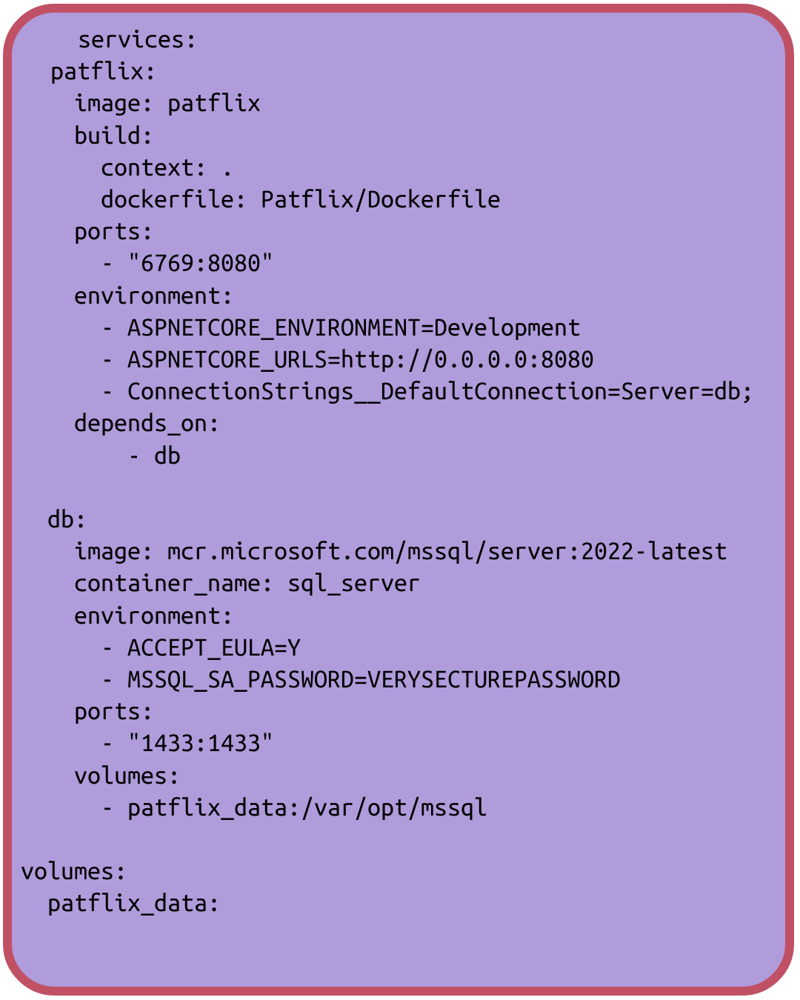 services:
patflix:
image: patflix
build:
context: .
dockerfile: Patflix/Dockerfile
ports:
- "6769:8080"
environment:
- ASPNETCORE_ENVIRONMENT=Development
- ASPNETCORE_URLS=http://0.0.0.0:8080
- ConnectionStrings__DefaultConnection=Server=db;
depends_on:
- db
db:
image: mcr.microsoft.com/mssql/server:2022-latest
container_name: sql_server
environment:
- ACCEPT_EULA=Y
- MSSQL_SA_PASSWORD=VERYSECTUREPASSWORD
ports:
- "1433:1433"
volumes:
- patflix_data:/var/opt/mssql
volumes:
patflix_data: